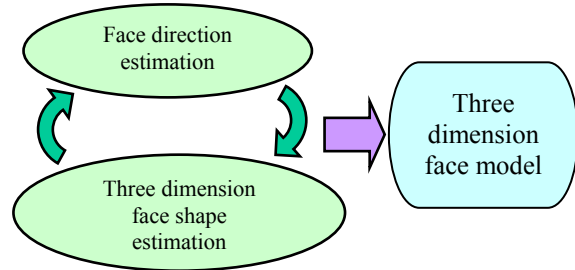 Face direction
estimation
Three dimension
face shape
estimation
Three
dimension
face model